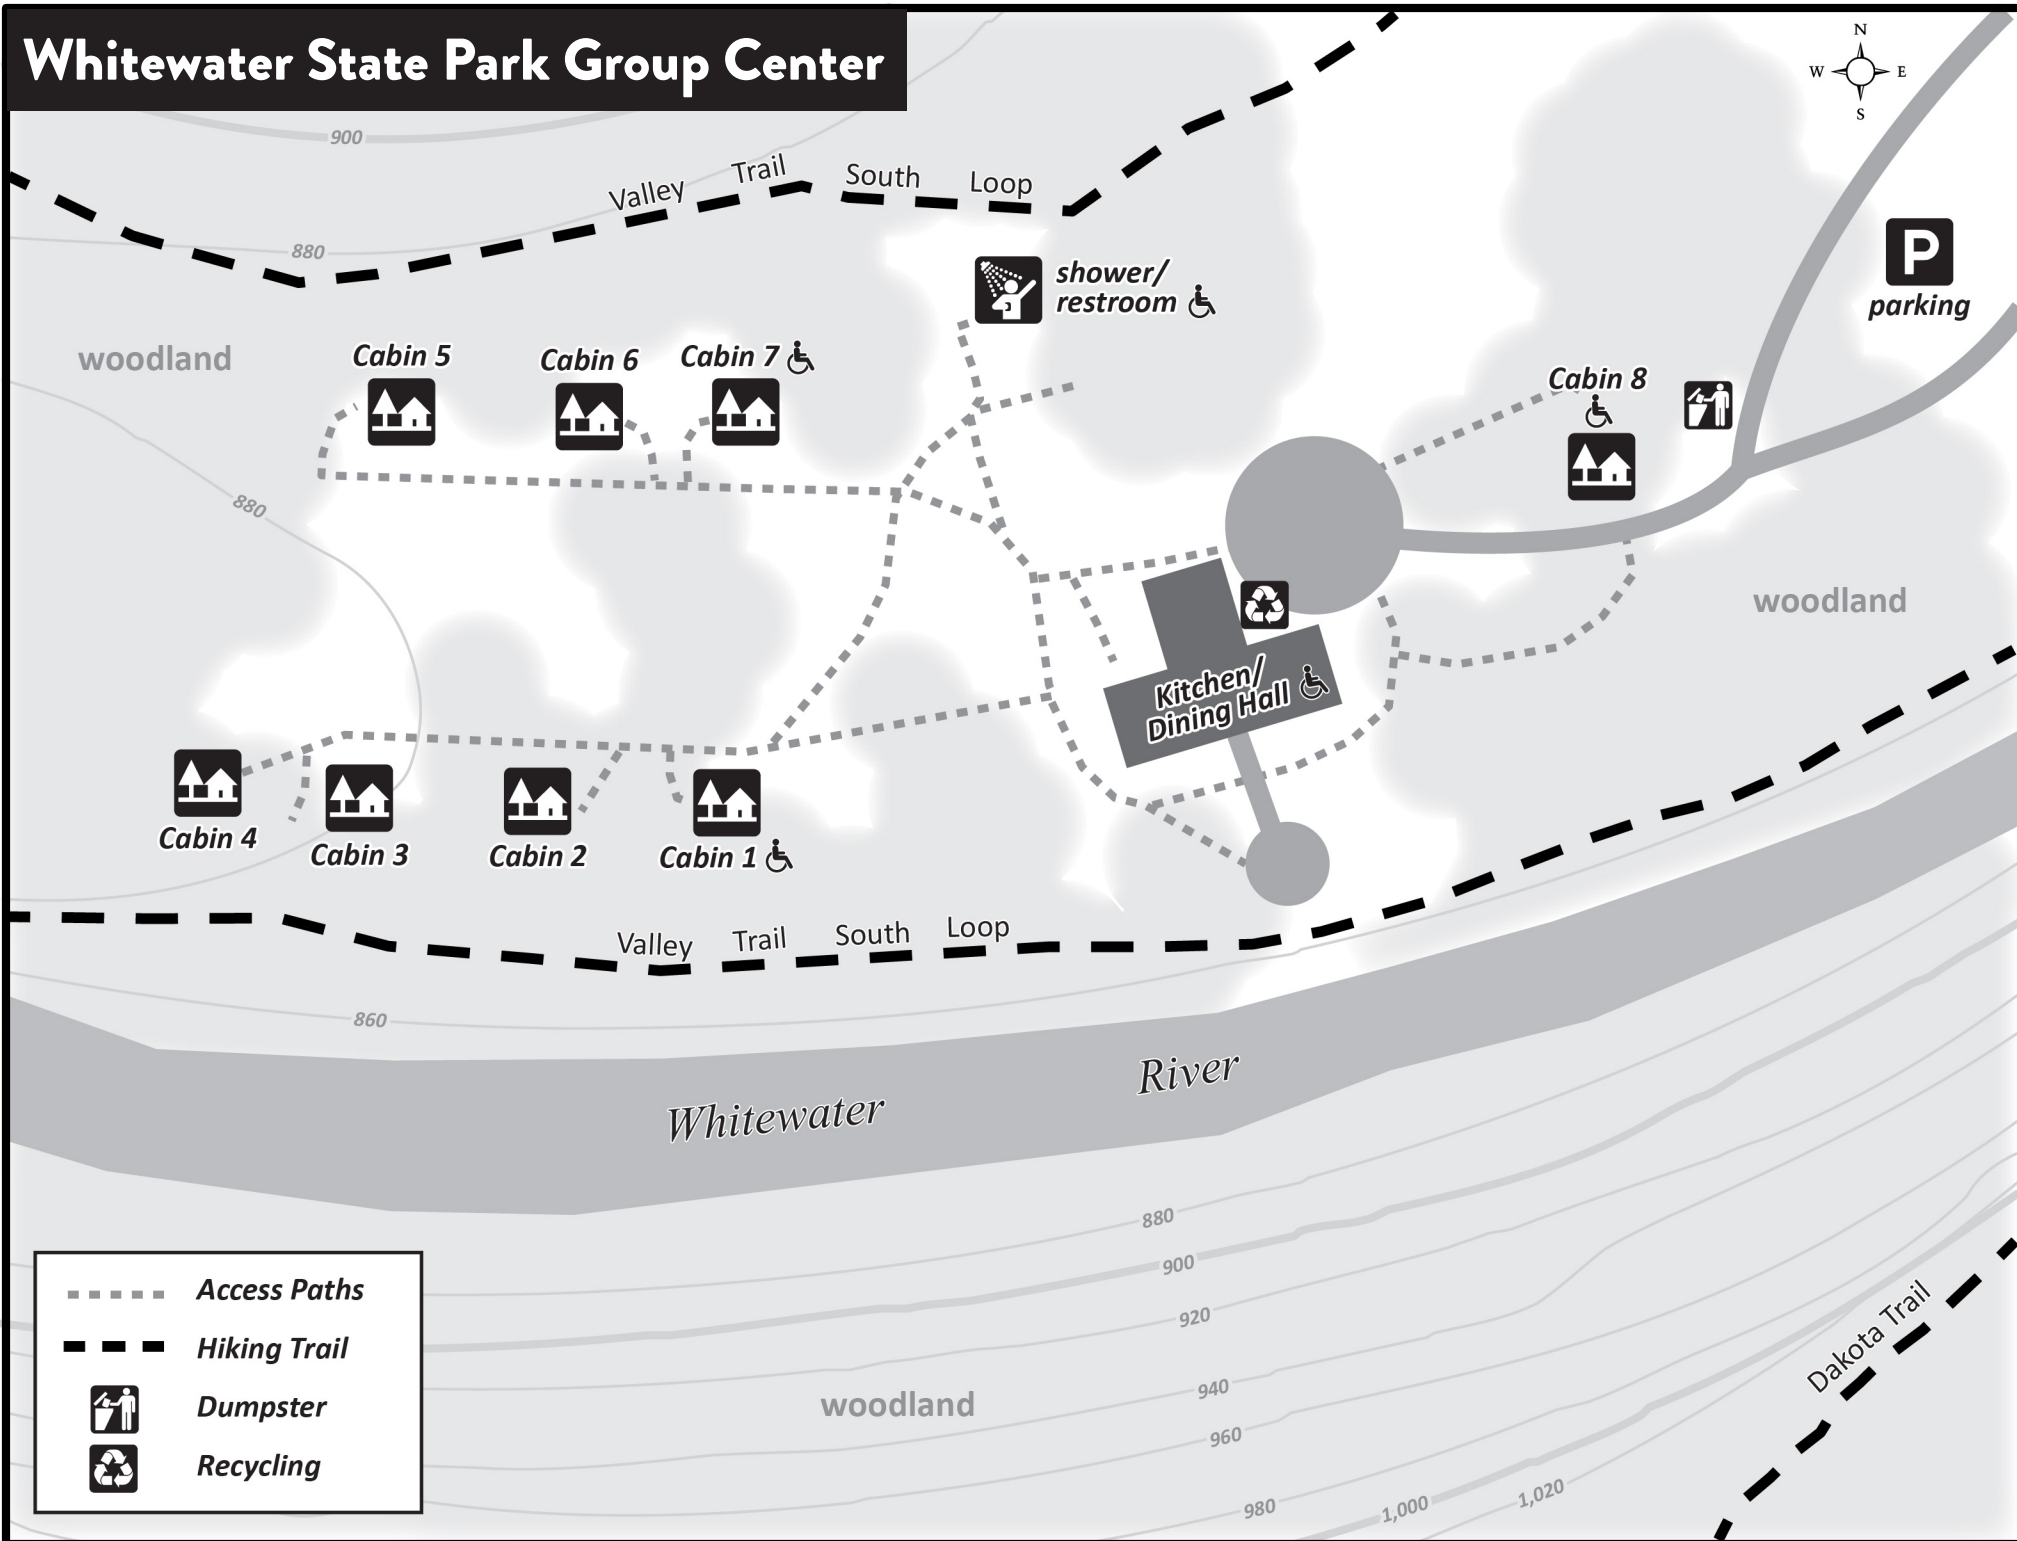 Whitewater State Park Group Center
N
W E
S
900
Valley Trail South Loop
880
P
parking
shower/
restroom
woodland
Cabin 5
Cabin 6
Cabin 7
Cabin 8
880
woodland
Kitchen/
Dining Hall
Cabin 4
Cabin 3
Cabin 2
Cabin 1
Valley Trail South Loop
860
Whitewater River
880
900
920
940
960
980
1,000
1,020
woodland
Dakota Trail
Access Paths
Hiking Trail
Dumpster
Recycling